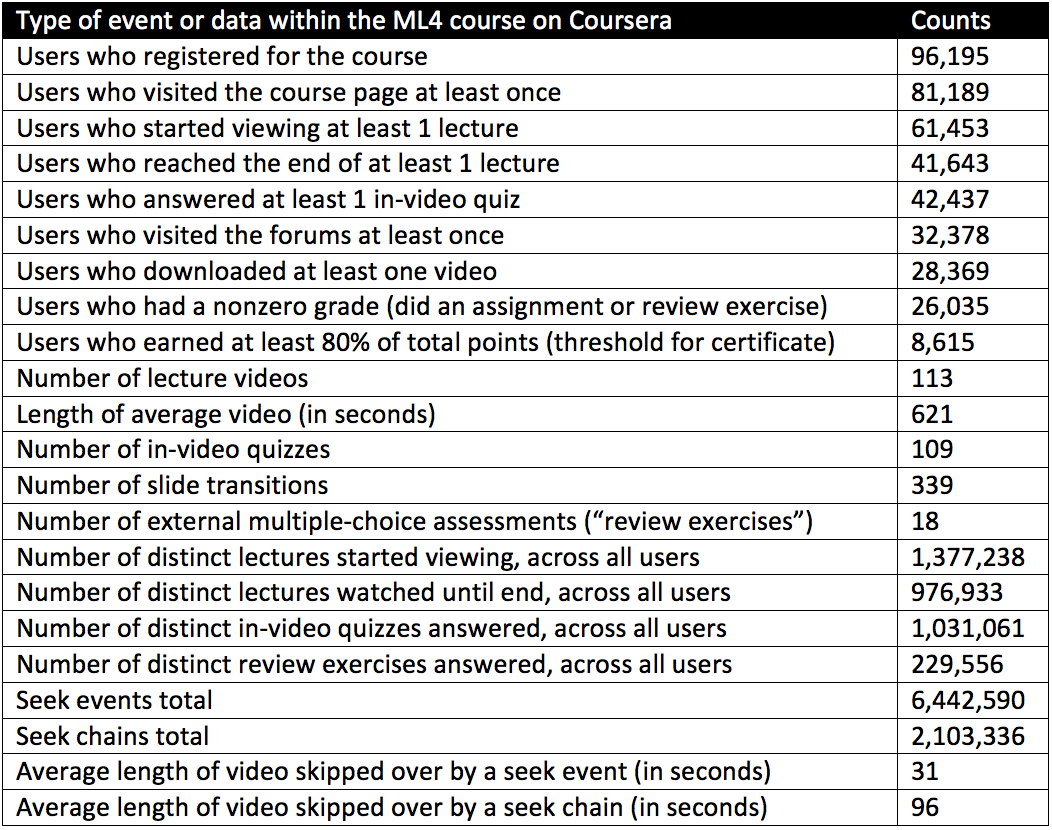 Type of event or data within the ML4 course on Coursera Counts
Users who registered for the course 96,195
Users who visited the course page at least once 81,189
Users who started viewing at least 1 lecture 61,453
Users who reached the end of at least 1 lecture 41,643
Users who answered at least 1 in-video quiz 42,437
Users who visited the forums at least once 32,378
Users who downloaded at least one video 28,369
Users who had a nonzero grade (did an assignment or review exercise) 26,035
Users who earned at least 80% of total points (threshold for certificate) 8,615
Number of lecture videos 113
Length of average video (in seconds) 621
Number of in-video quizzes 109
Number of slide transitions 339
Number of external multiple-choice assessments (“review exercises”) 18
Number of distinct lectures started viewing, across all users 1,377,238
Number of distinct lectures watched until end, across all users 976,933
Number of distinct in-video quizzes answered, across all users 1,031,061
Number of distinct review exercises answered, across all users 229,556
Seek events total 6,442,590
Seek chains total 2,103,336
Average length of video skipped over by a seek event (in seconds) 31
Average length of video skipped over by a seek chain (in seconds) 96